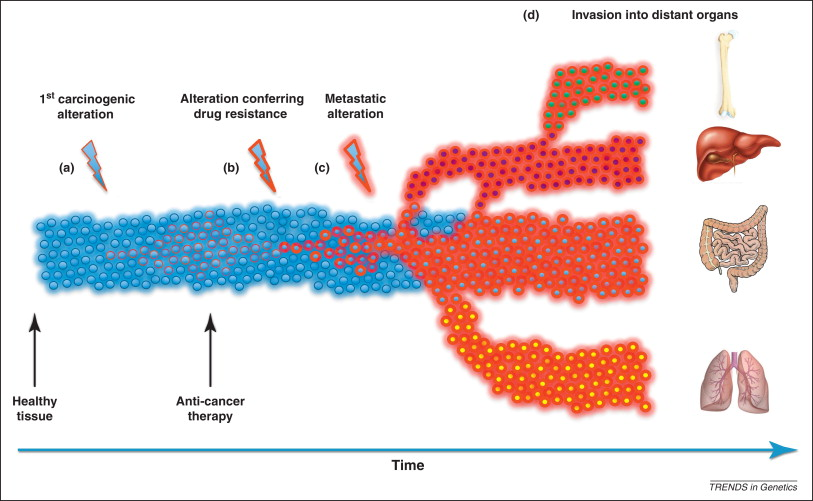 (d) Invasion into distant organs
1st carcinogenic
alteration
Alteration conferring
drug resistance
Metastatic
alteration
(a)
(b)
(c)
Healthy
tissue
Anti-cancer
therapy
Time
TRENDS in Genetics